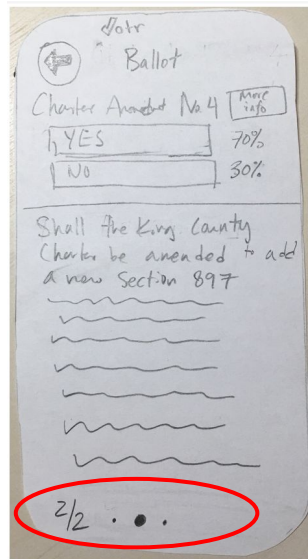 Votr
Ballot
Charter Amendmt No. 4 More info
YES 70%
NO 30%
Shall the King County
Charter be amended to add
a new Section 897
2/2